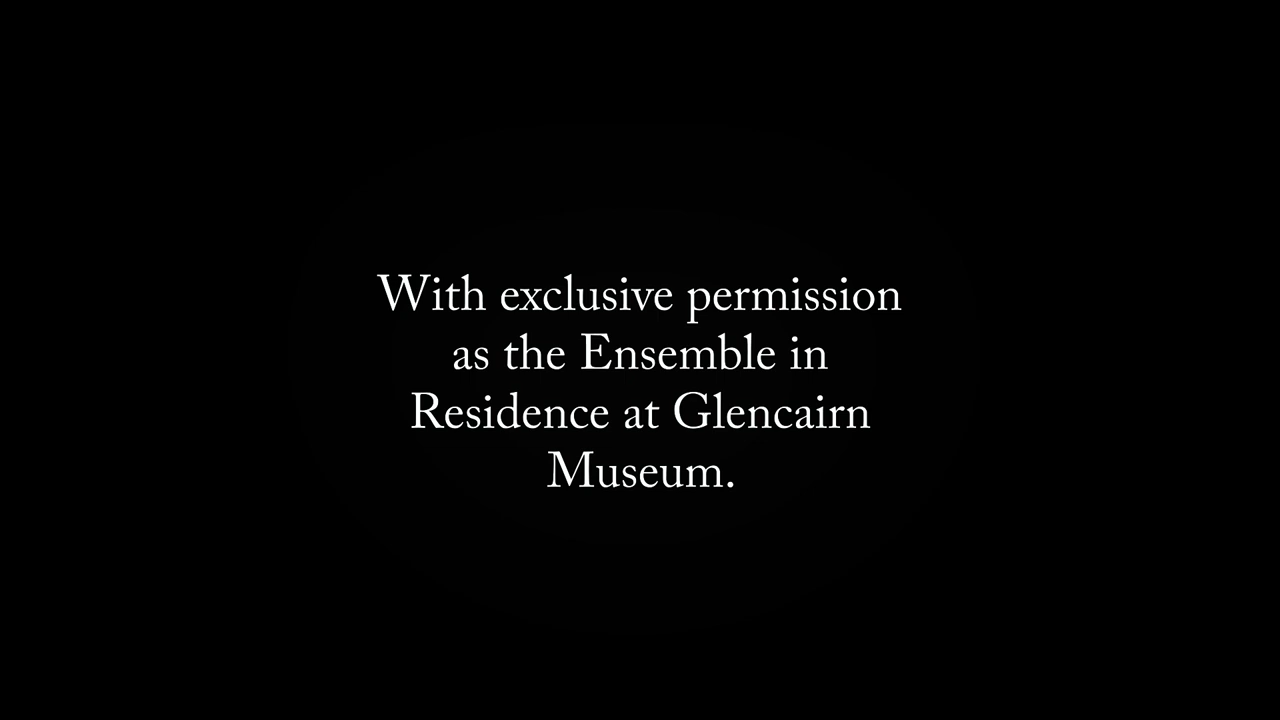 With exclusive permission
as the Ensemble in
Residence at Glencairn
Museum.